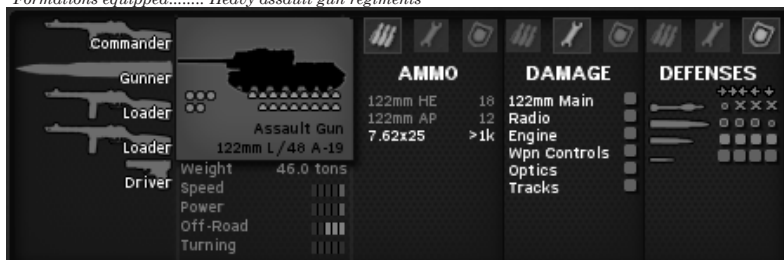 Formations equipped........ Heavy assault gun regiments
Commander
Gunner
Loader
Loader
Driver
Assault Gun
122mm L/48 A-19
Weight 46.0 tons
Speed
Power
Off-Road
Turning
AMMO
122mm HE 18
122mm AP 12
7.62x25 >1k
DAMAGE
122mm Main
Radio
Engine
Wpn Controls
Optics
Tracks
DEFENSES